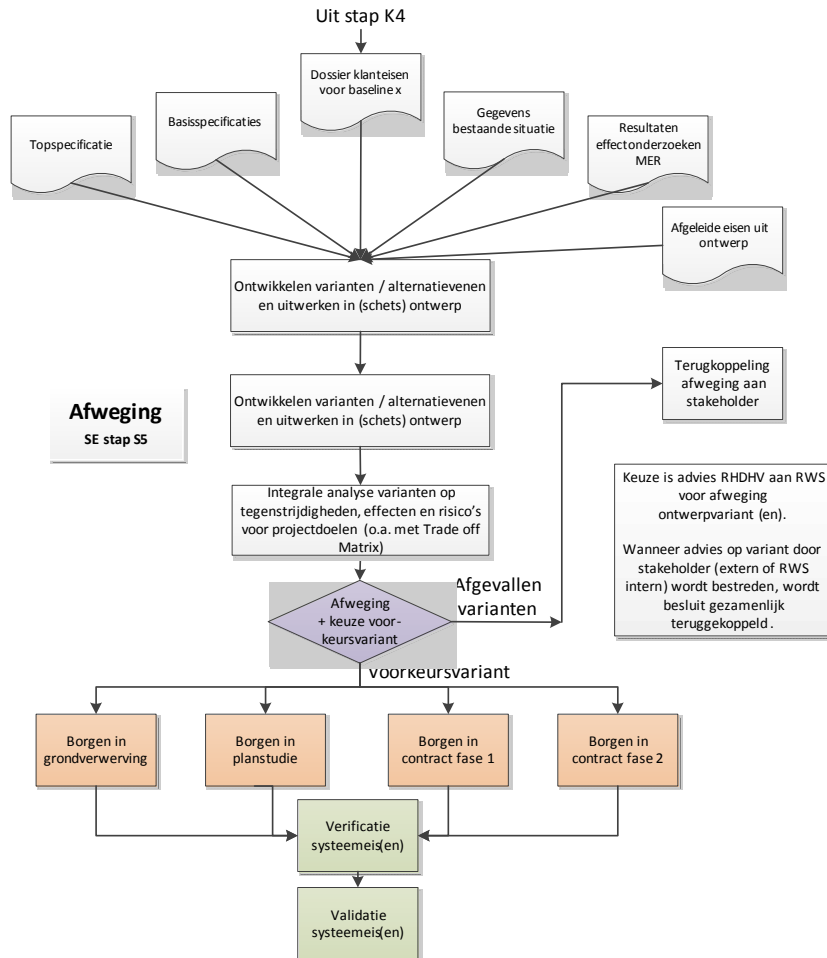 Uit stap K4
Dossier klanteisen
voor baseline x
Basisspecificaties
Gegevens
bestaande situatie
Topspecificatie
Resultaten
effectonderzoeken
MER
Afgeleide eisen uit
ontwerp
Ontwikkelen varianten / alternatievenen
en uitwerken in (schets) ontwerp
Terugkoppeling
afweging aan
stakeholder
Ontwikkelen varianten / alternatievenen
en uitwerken in (schets) ontwerp
Afweging
SE stap S5
Keuze is advies RHDHV aan RWS
voor afweging
ontwerpvariant (en).
Wanneer advies op variant door
stakeholder (extern of RWS
intern) wordt bestreden, wordt
besluit gezamenlijk
teruggekoppeld .
Integrale analyse varianten op
tegenstrijdigheden, effecten en risico’s
voor projectdoelen (o.a. met Trade off
Matrix)
Afgevallen
varianten
Afweging
+ keuze voor-
keursvariant
Voorkeursvariant
Borgen in
grondverwerving
Borgen in
planstudie
Borgen in
contract fase 1
Borgen in
contract fase 2
Verificatie
systeemeis(en)
Validatie
systeemeis(en)